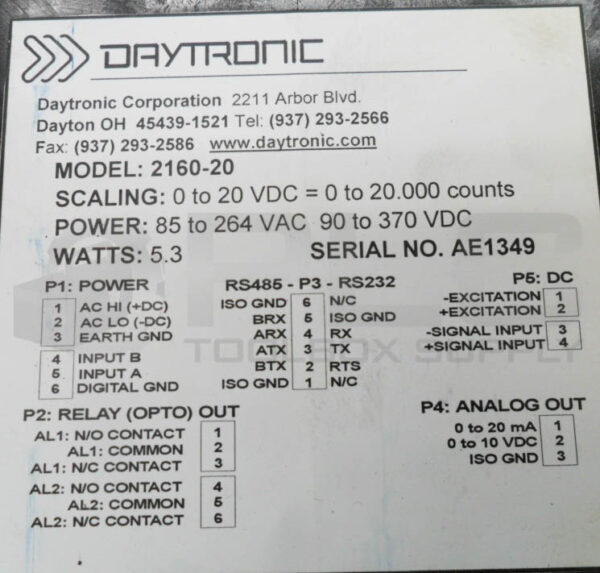 DAYTRONIC
Daytronic Corporation 2211 Arbor Blvd.
Dayton OH 45439-1521 Tel: (937) 293-2566
Fax: (937) 293-2586 www.daytronic.com
MODEL: 2160-20
SCALING: 0 to 20 VDC = 0 to 20.000 counts
POWER: 85 to 264 VAC 90 to 370 VDC
WATTS: 5.3 SERIAL NO. AE1349
P1: POWER
1 AC HI (+DC)
2 AC LO (-DC)
3 EARTH GND
4 INPUT B
5 INPUT A
6 DIGITAL GND
RS485 - P3 - RS232
ISO GND 6 N/C
BRX 5 ISO GND
ARX 4 RX
ATX 3 TX
BTX 2 RTS
ISO GND 1 N/C
P5: DC
-EXCITATION 1
+EXCITATION 2
-SIGNAL INPUT 3
+SIGNAL INPUT 4
P2: RELAY (OPTO) OUT
AL1: N/O CONTACT 1
AL1: COMMON 2
AL1: N/C CONTACT 3
AL2: N/O CONTACT 4
AL2: COMMON 5
AL2: N/C CONTACT 6
P4: ANALOG OUT
0 to 20 mA 1
0 to 10 VDC 2
ISO GND 3
TOOLBOX SUPPLY